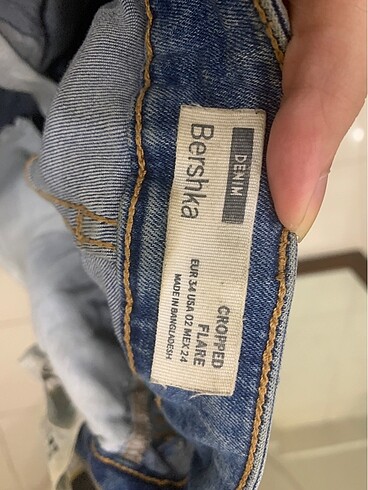 DENIM
Bershka
CROPPED
FLARE
EUR 34 USA 02 MEX 24
MADE IN BANGLADESH